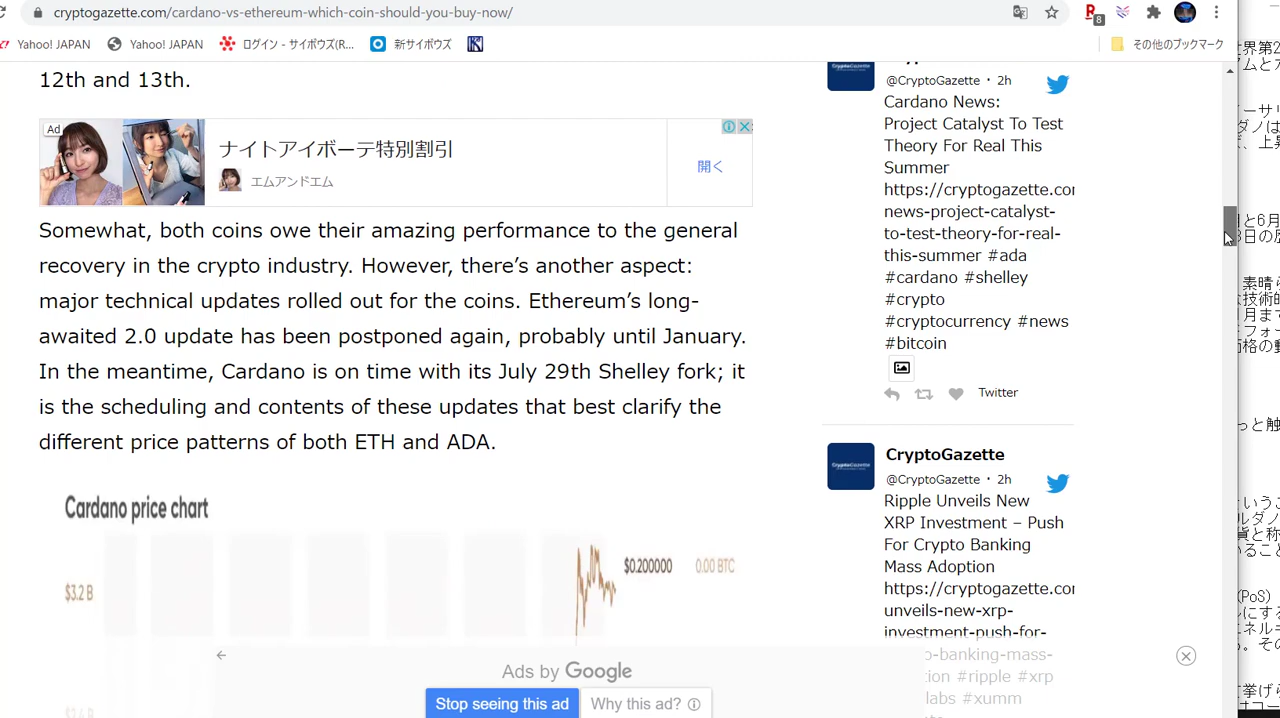 cryptogazette.com/cardano-vs-ethereum-which-coin-should-you-buy-now/
8
Yahoo! JAPAN
Yahoo! JAPAN
ログイン - サイボウズ(R...
新サイボウズ
その他のブックマーク
12th and 13th.
Ad
ナイトアイボーテ特別割引
エムアンドエム
開く
Somewhat, both coins owe their amazing performance to the general
recovery in the crypto industry. However, there's another aspect:
major technical updates rolled out for the coins. Ethereum's long-
awaited 2.0 update has been postponed again, probably until January.
In the meantime, Cardano is on time with its July 29th Shelley fork; it
is the scheduling and contents of these updates that best clarify the
different price patterns of both ETH and ADA.
Cardano price chart
$0.200000
0.00 BTC
$3.2 B
Ads by Google
Stop seeing this ad
Why this ad?
@CryptoGazette · 2h
Cardano News:
Project Catalyst To Test
Theory For Real This
Summer
https://cryptogazette.com
news-project-catalyst-
to-test-theory-for-real-
this-summer #ada
#cardano #shelley
#crypto
#cryptocurrency #news
#bitcoin
Twitter
CryptoGazette
CryptoGazette
@CryptoGazette · 2h
Ripple Unveils New
XRP Investment – Push
For Crypto Banking
Mass Adoption
https://cryptogazette.com
unveils-new-xrp-
investment-push-for-
o-banking-mass-
tion #ripple #xrp
labs #xumm